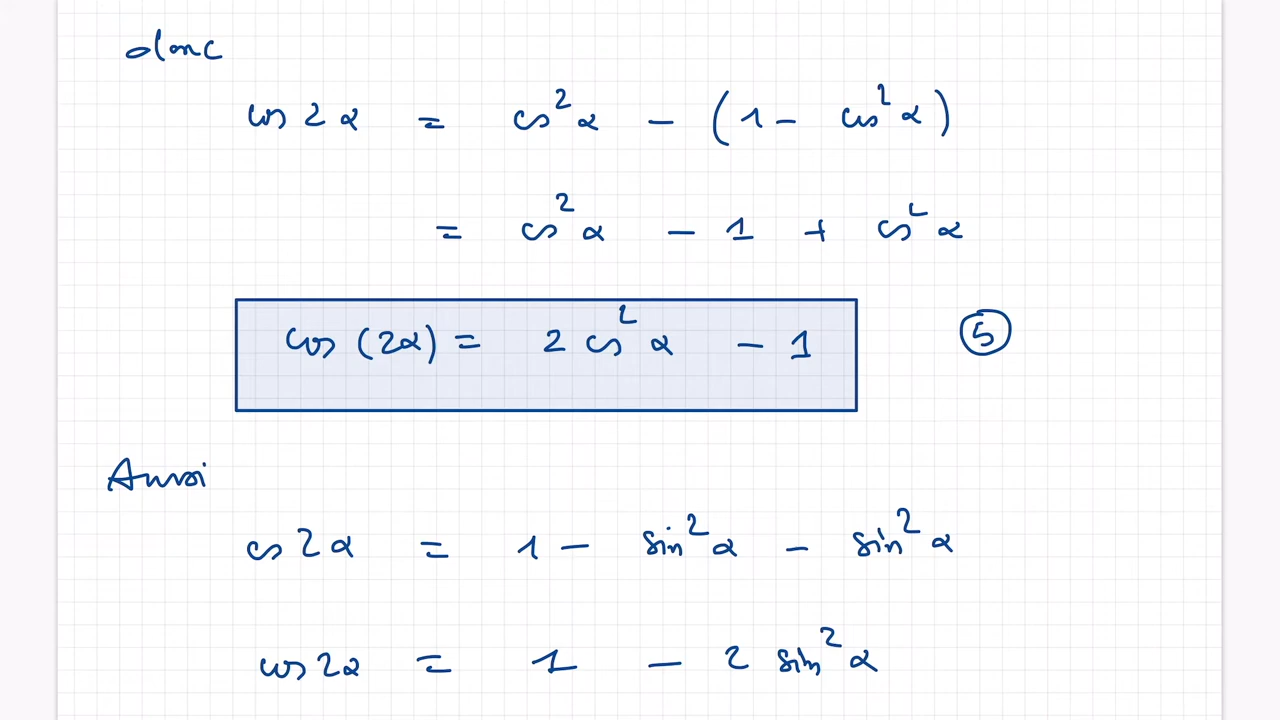 donc
cos 2α = cos²α - (1 - cos²α)
= cos²α - 1 + cos²α
cos (2α) = 2 cos²α - 1 ⑤
Aussi
cos 2α = 1 - sin²α - sin²α
cos 2α = 1 - 2 sin²α